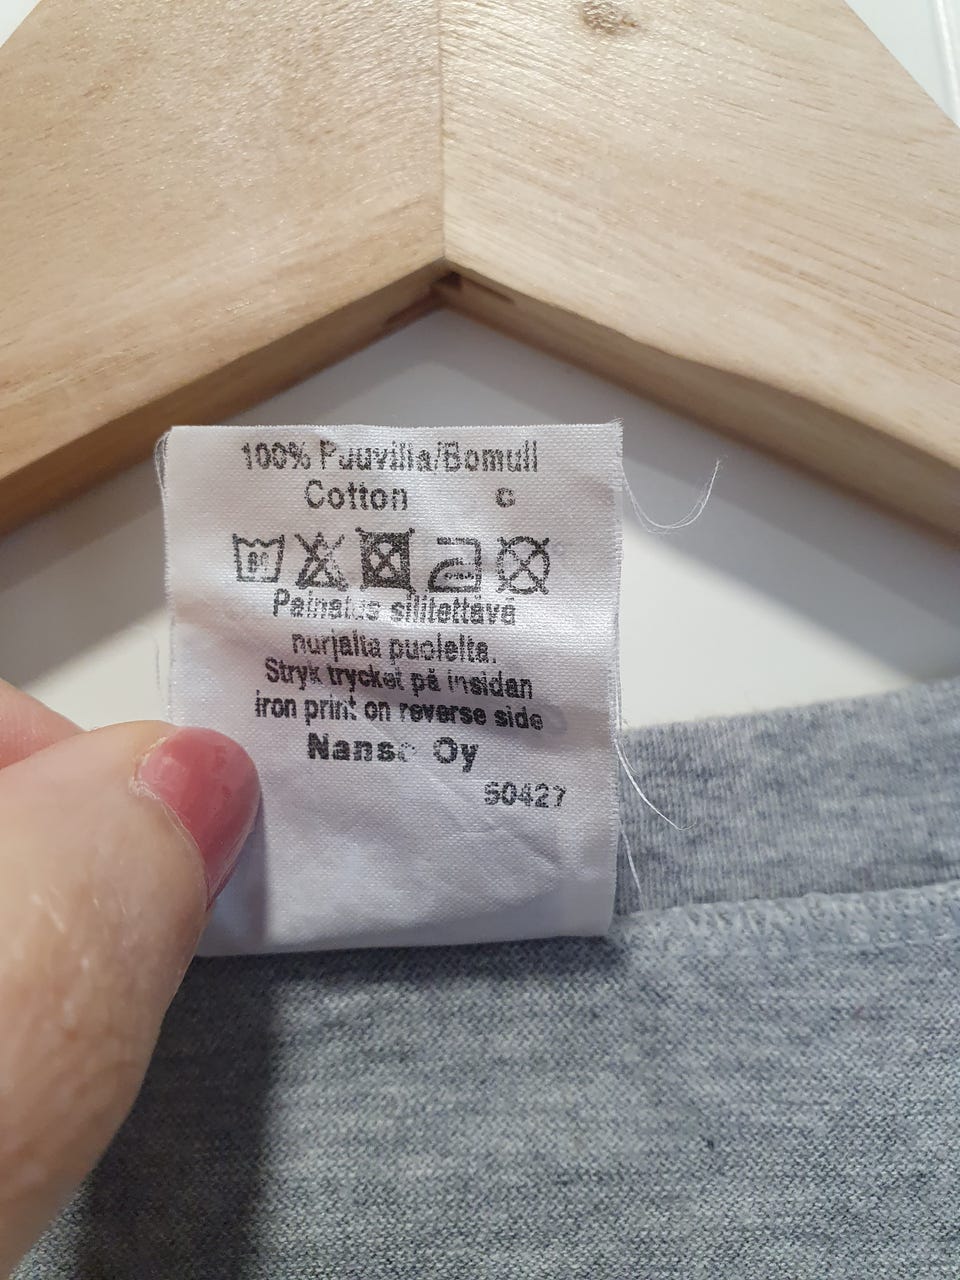 100% Puuvilla/Bomull
Cotton C
Painatus silitettävä
nurjalta puolelta.
Stryk trycket på insidan
iron print on reverse side
Nanso Oy
50427